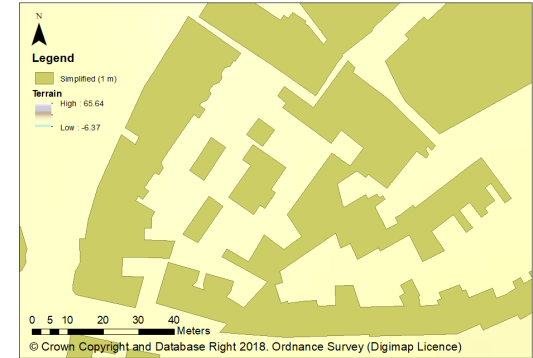 N
Legend
Simplified (1 m)
Terrain
High : 65.64
Low : -6.37
0 5 10 20 30 40
Meters
© Crown Copyright and Database Right 2018. Ordnance Survey (Digimap Licence)